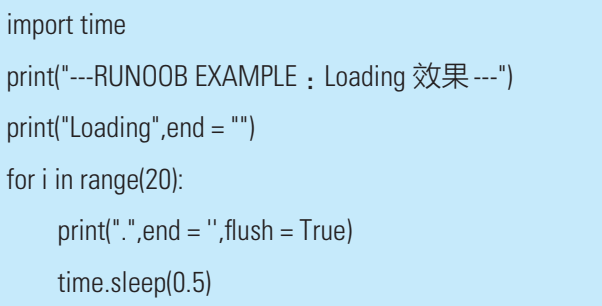 import time
print("---RUNOOB EXAMPLE ：Loading 效果---")
print("Loading",end = "")
for i in range(20):
    print(".",end = '',flush = True)
    time.sleep(0.5)